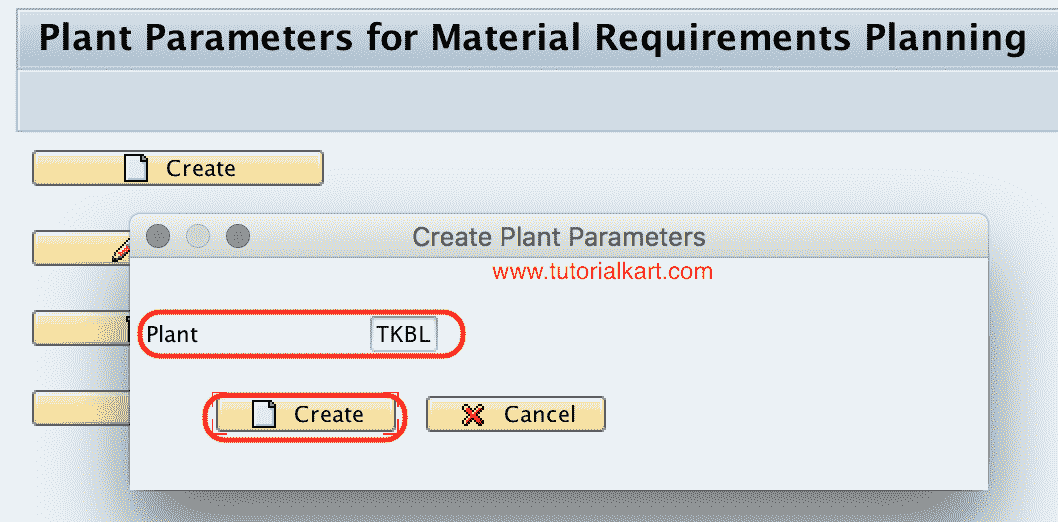 Plant Parameters for Material Requirements Planning
Create
Create Plant Parameters
www.tutorialkart.com
Plant TKBL
Create Cancel